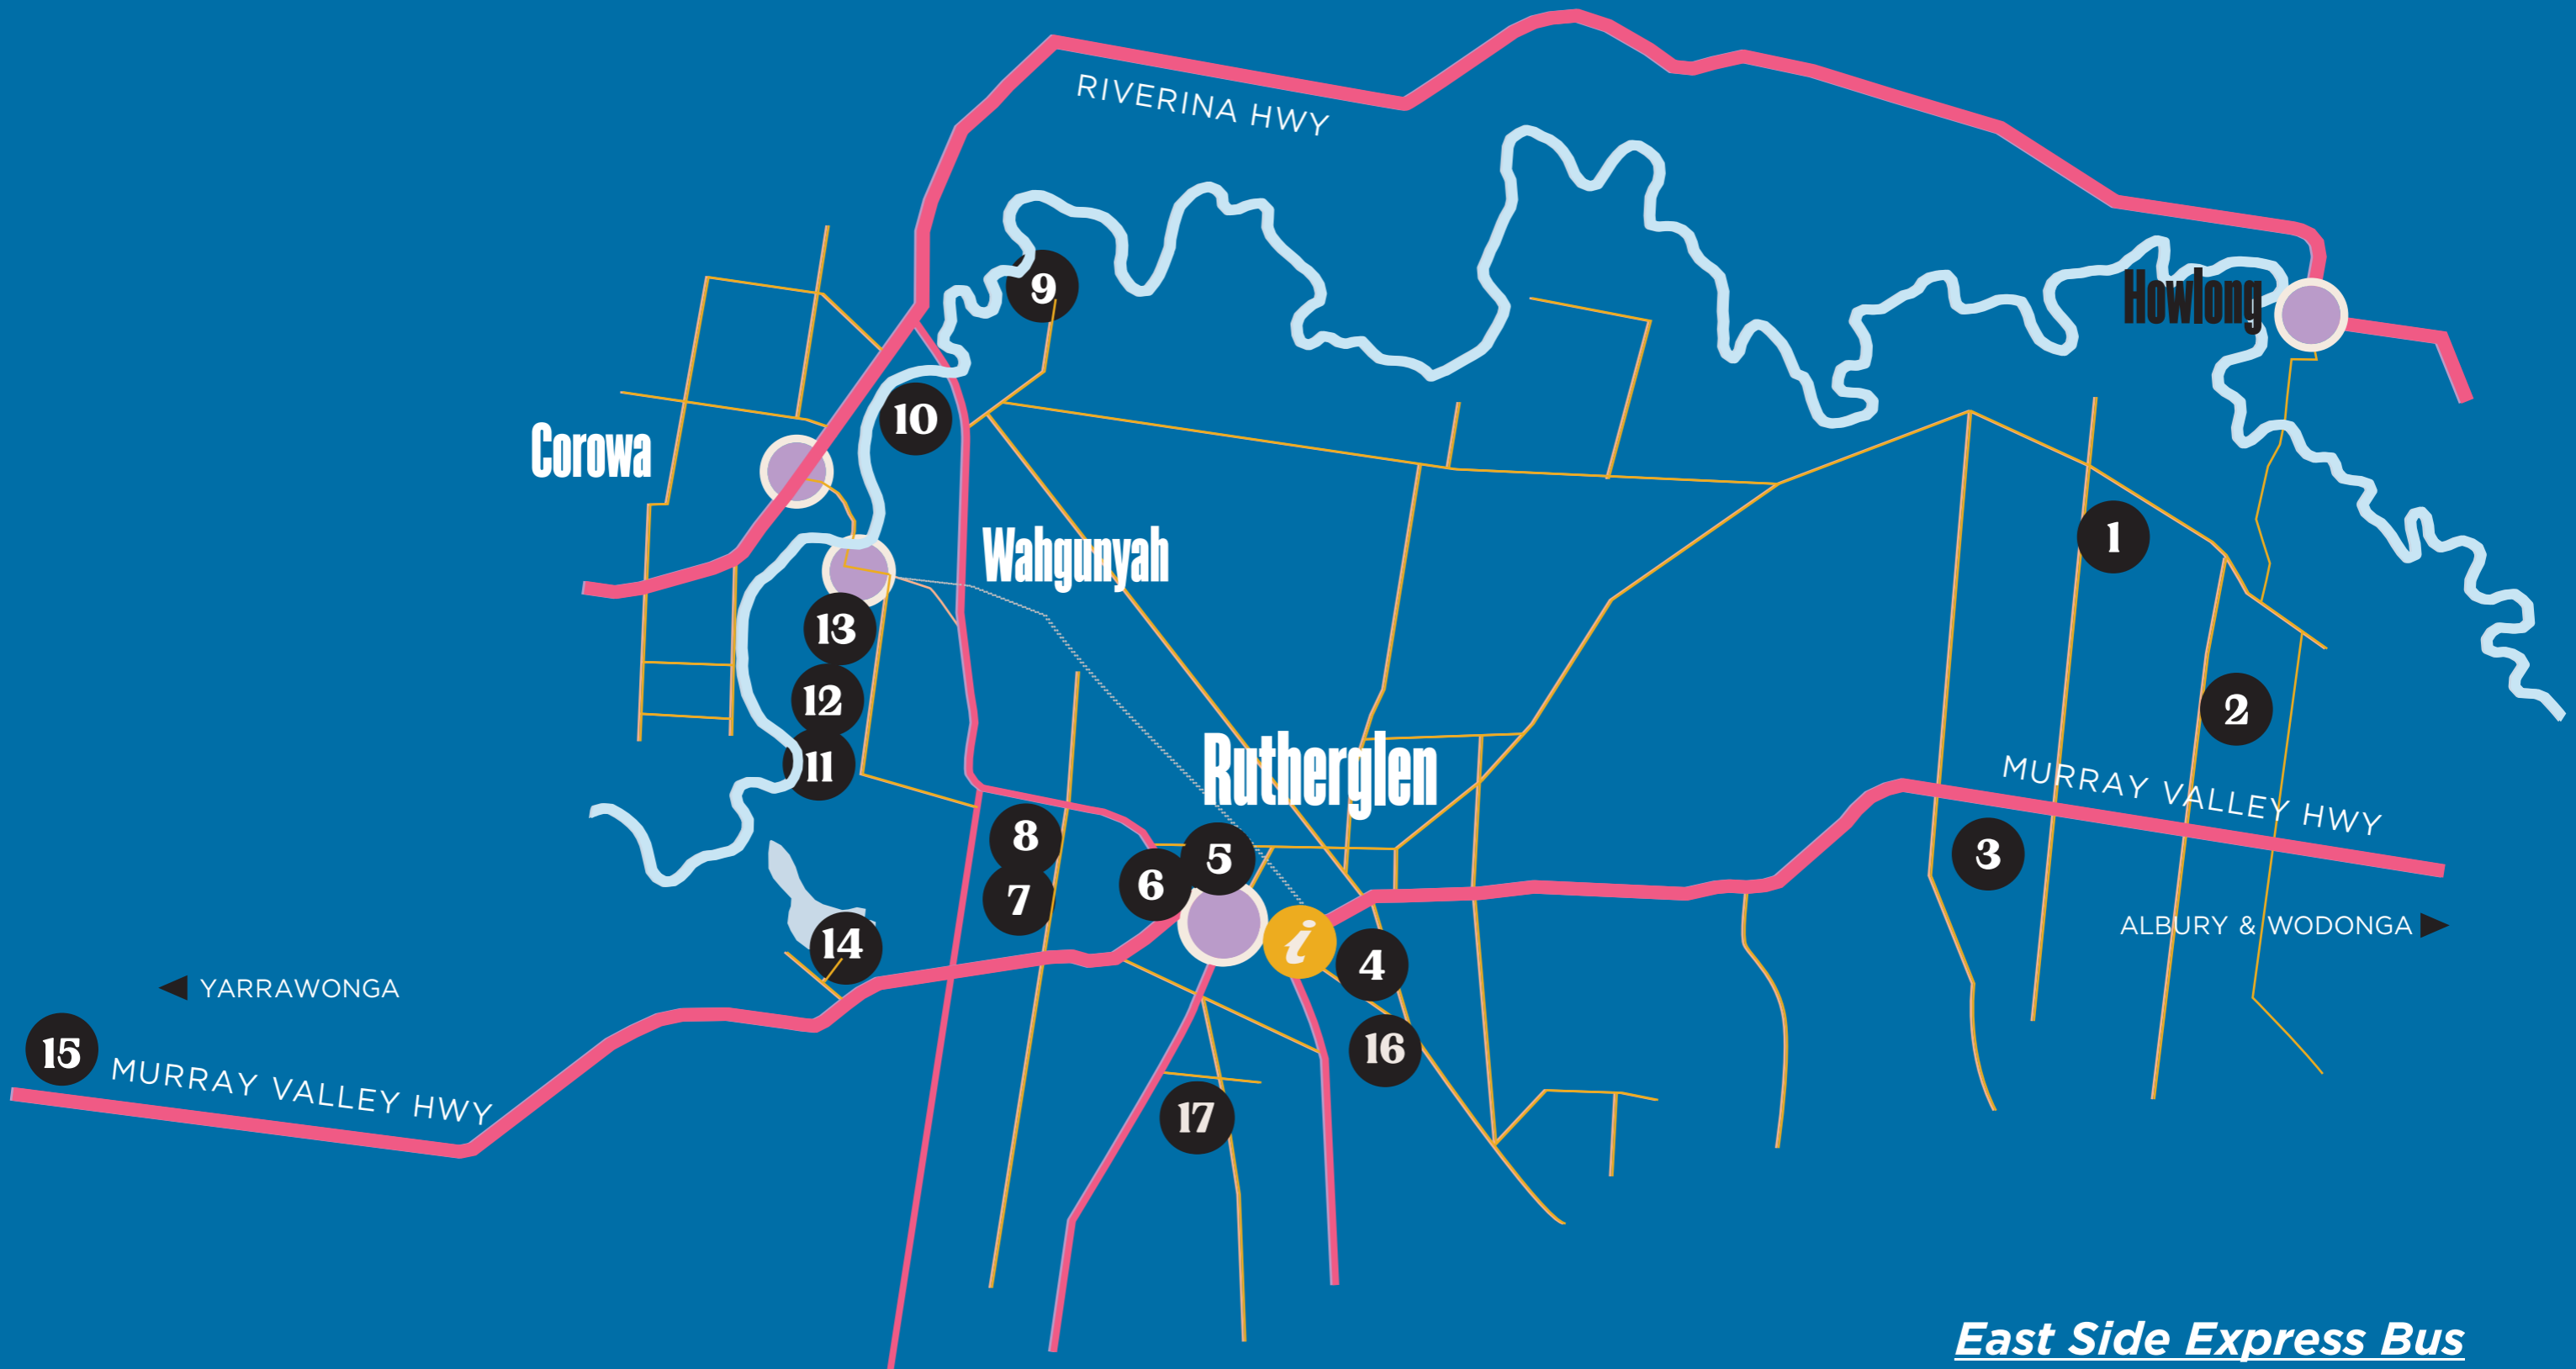 RIVERINA HWY
9
Howlong
10
Corowa
1
Wahgunyah
13
12
2
11
Rutherglen
MURRAY VALLEY HWY
8
5
3
6
7
ALBURY & WODONGA
14
i
4
YARRAWONGA
15
16
MURRAY VALLEY HWY
17
East Side Express Bus